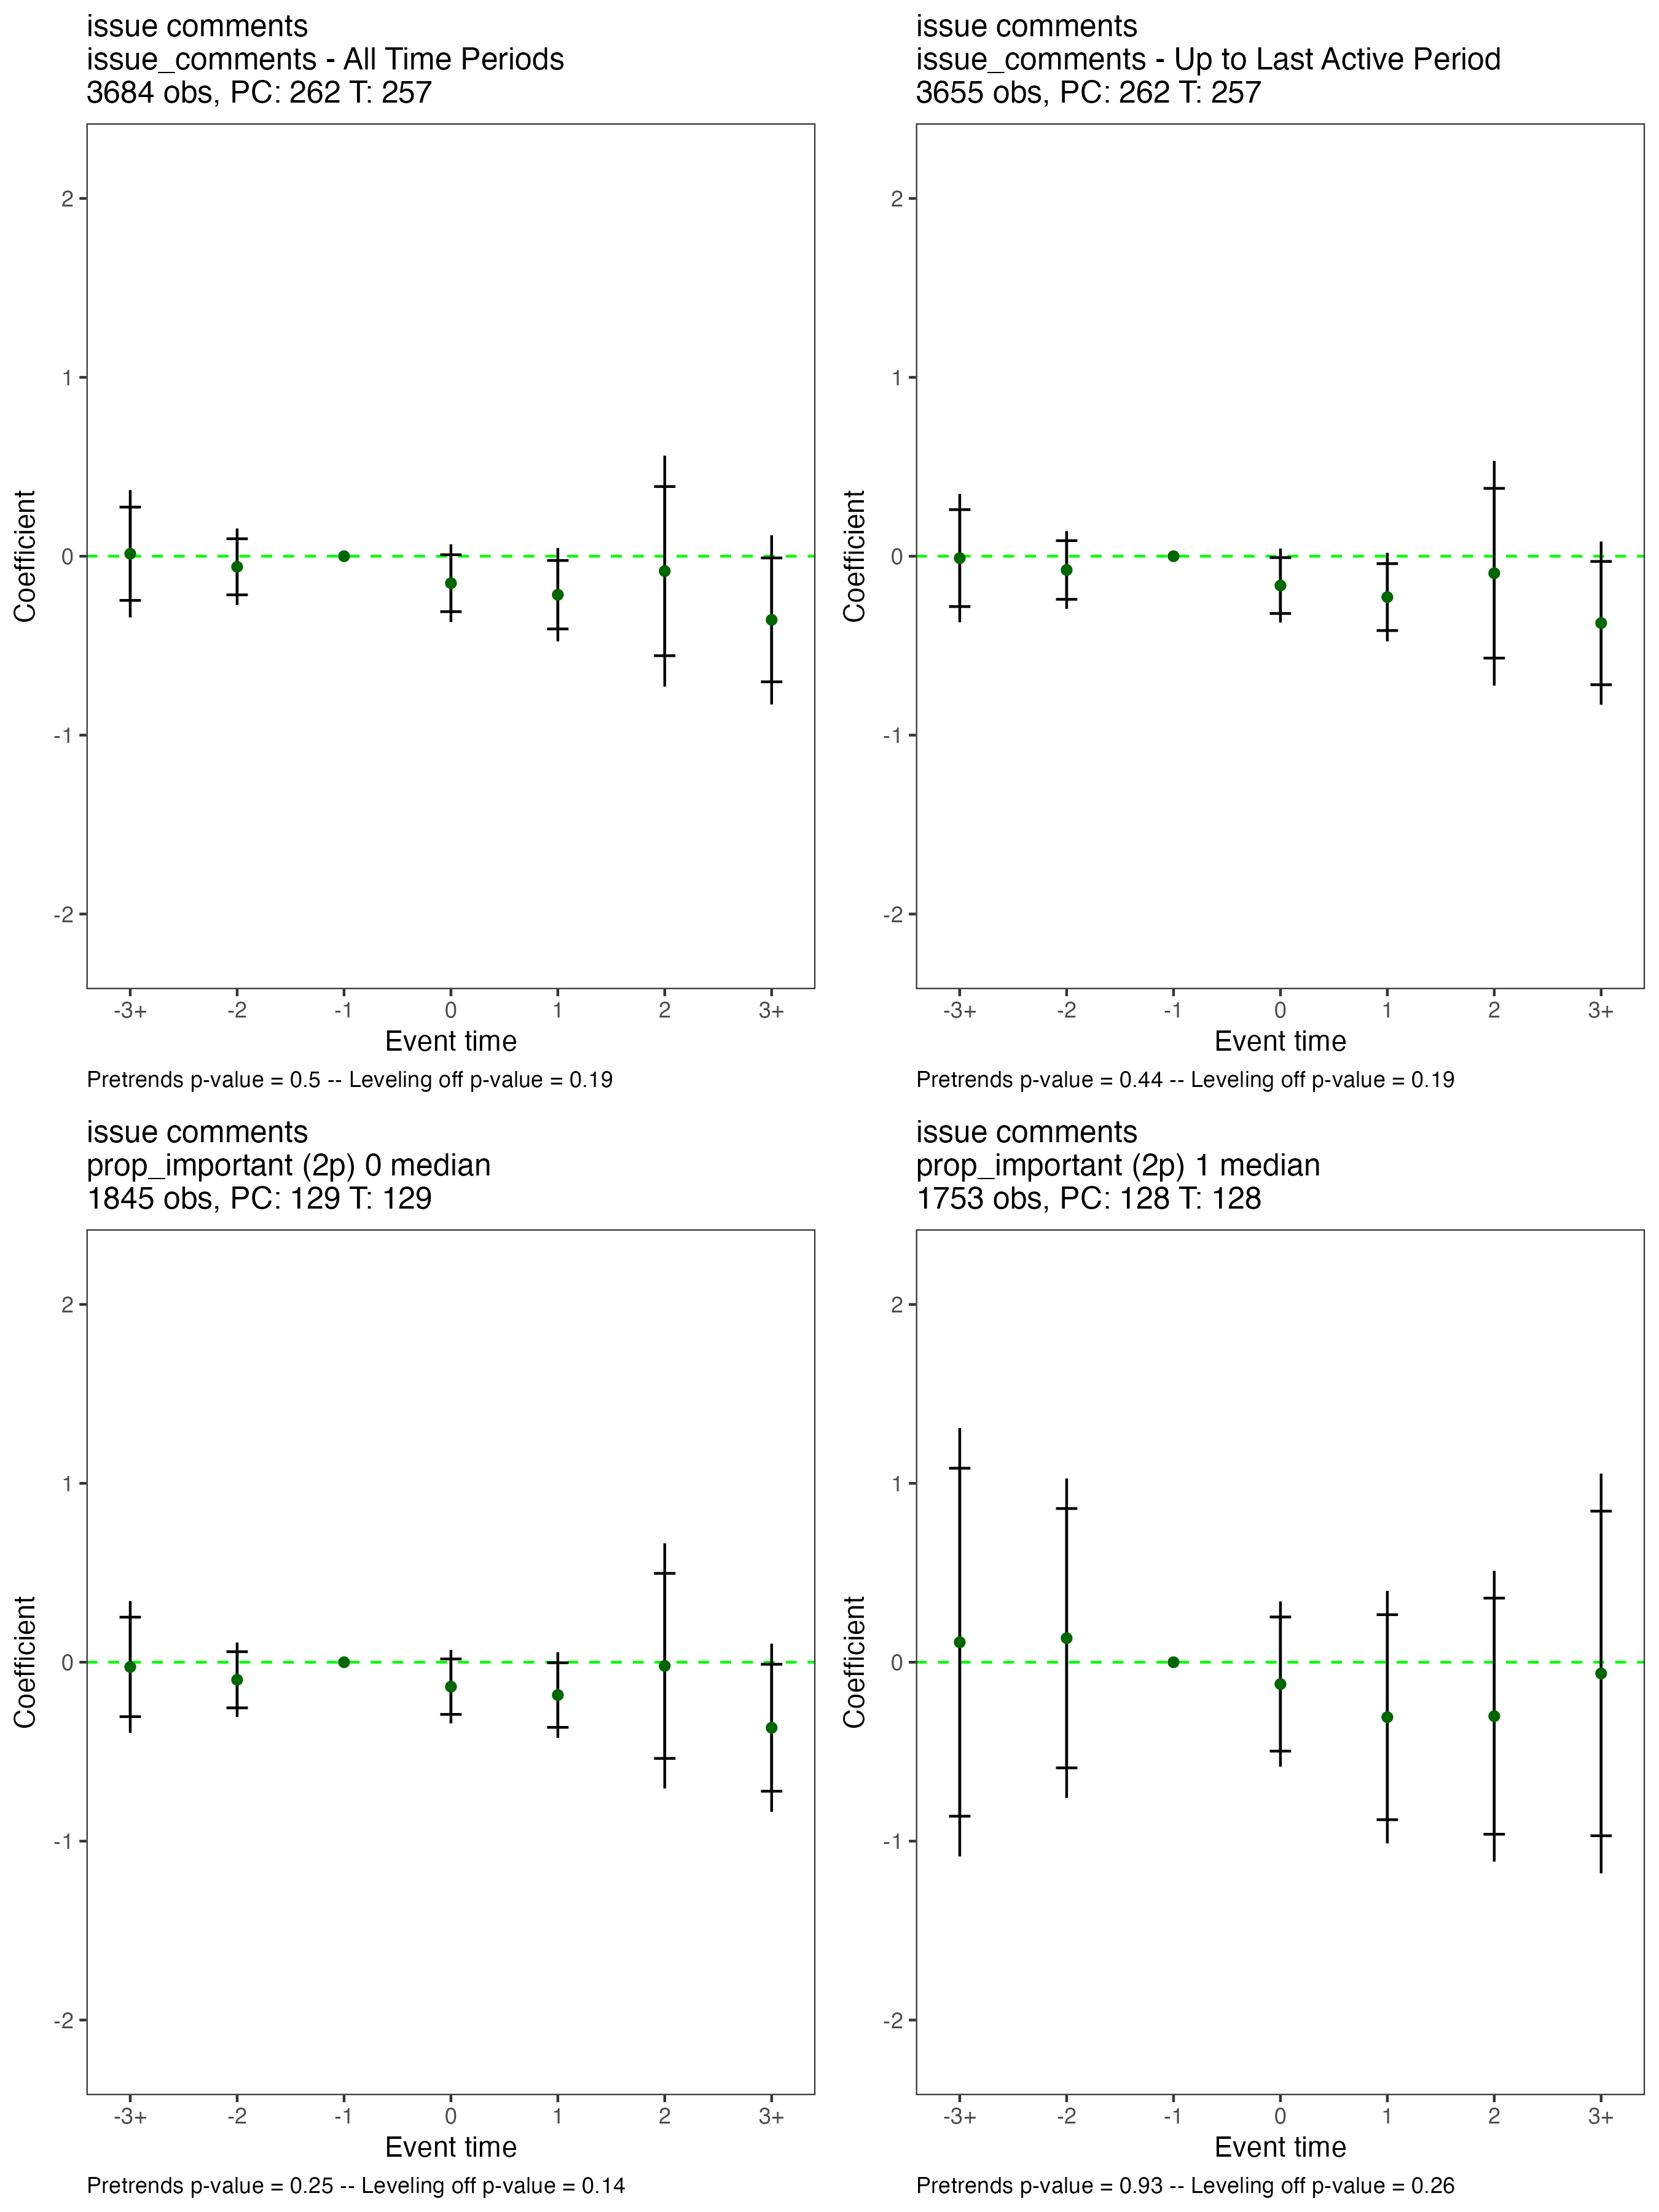 issue comments
issue_comments - All Time Periods
3684 obs, PC: 262 T: 257
Coefficient
2
1
0
-1
-2
-3+ -2 -1 0 1 2 3+
Event time
Pretrends p-value = 0.5 -- Leveling off p-value = 0.19
issue comments
issue_comments - Up to Last Active Period
3655 obs, PC: 262 T: 257
Coefficient
2
1
0
-1
-2
-3+ -2 -1 0 1 2 3+
Event time
Pretrends p-value = 0.44 -- Leveling off p-value = 0.19
issue comments
prop_important (2p) 0 median
1845 obs, PC: 129 T: 129
Coefficient
2
1
0
-1
-2
-3+ -2 -1 0 1 2 3+
Event time
Pretrends p-value = 0.25 -- Leveling off p-value = 0.14
issue comments
prop_important (2p) 1 median
1753 obs, PC: 128 T: 128
Coefficient
2
1
0
-1
-2
-3+ -2 -1 0 1 2 3+
Event time
Pretrends p-value = 0.93 -- Leveling off p-value = 0.26